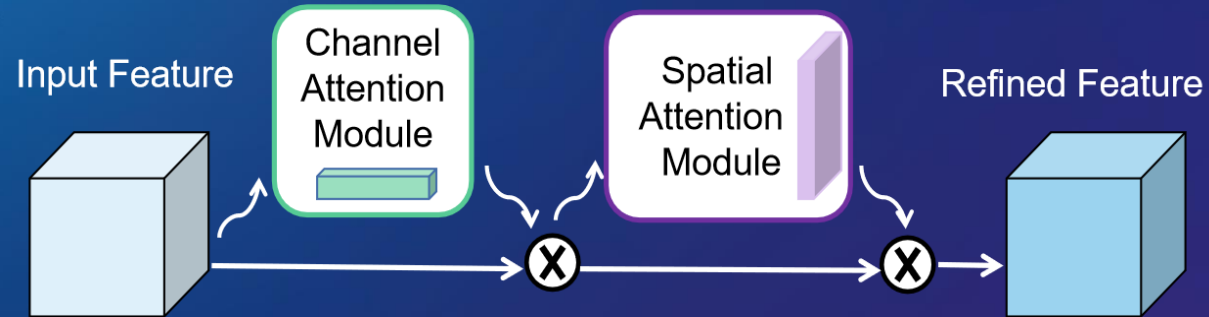 Input Feature
Channel
Attention
Module
Spatial
Attention
Module
Refined Feature
X
X